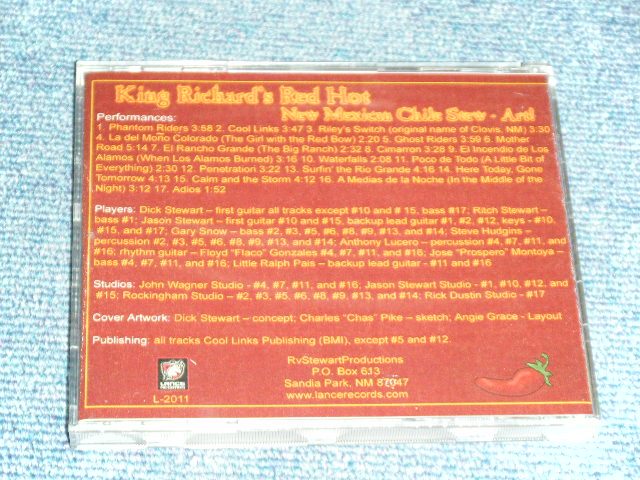 King Richard's Red Hot
New Mexican Chile Stew - Art!
Performances:
1. Phantom Riders 3:58 2. Cool Links 3:47 3. Riley's Switch (original name of Clovis, NM) 3:30
4. La del Moño Colorado (The Girl with the Red Bow) 2:20 5. Ghost Riders 3:59 6. Mother
Road 5:14 7. El Rancho Grande (The Big Ranch) 2:32 8. Cimarron 3:28 9. El Incendio de Los
Alamos (When Los Alamos Burned) 3:16 10. Waterfalls 2:08 11. Poco de Todo (A Little Bit of
Everything) 2:30 12. Penetration 3:22 13. Surfin' the Rio Grande 4:16 14. Here Today, Gone
Tomorrow 4:13 15. Calm and the Storm 4:12 16. A Medias de la Noche (In the Middle of the
Night) 3:12 17. Adios 1:52
Players: Dick Stewart – first guitar all tracks except #10 and # 15, bass #17; Ritch Stewart –
bass #1; Jason Stewart – first guitar #10 and #15, backup lead guitar #1, #2, #12, keys - #10,
#15, and #17; Gary Snow – bass #2, #3, #5, #6, #8, #9, #13, and #14; Steve Hudgins –
percussion #2, #3, #5, #6, #8, #9, #13, and #14; Anthony Lucero – percussion #4, #7, #11, and
#16; rhythm guitar – Floyd "Flaco" Gonzales #4, #7, #11, and #16; Jose "Prospero" Montoya –
bass #4, #7, #11, and #16; Little Ralph Pais – backup lead guitar - #11 and #16
Studios: John Wagner Studio - #4, #7, #11, and #16; Jason Stewart Studio - #1, #10, #12, and
#15; Rockingham Studio – #2, #3, #5, #6, #8, #9, #13, and #14; Rick Dustin Studio - #17
Cover Artwork: Dick Stewart – concept; Charles "Chas" Pike – sketch; Angie Grace - Layout
Publishing: all tracks Cool Links Publishing (BMI), except #5 and #12.
RvStewartProductions
P.O. Box 613
Sandia Park, NM 87047
www.lancerecords.com
LANCE
L-2011